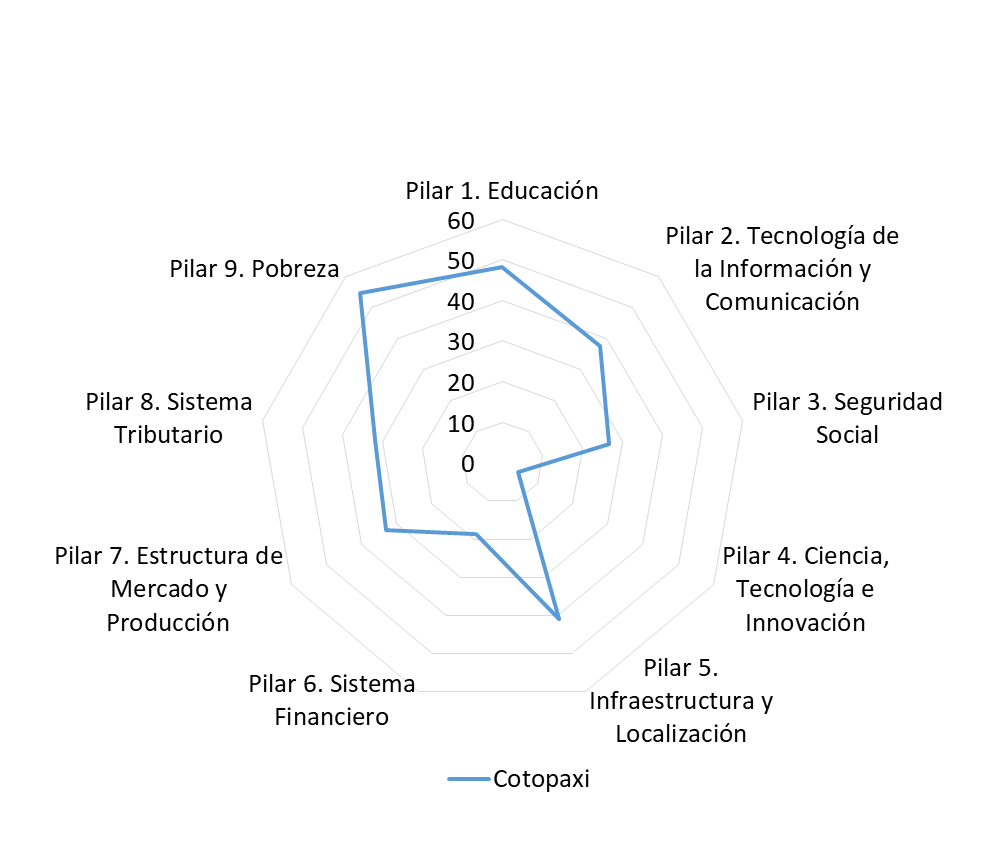 Pilar 1. Educación
60
50
40
30
20
10
0
Pilar 2. Tecnología de
la Información y
Comunicación
Pilar 3. Seguridad
Social
Pilar 4. Ciencia,
Tecnología e
Innovación
Pilar 5.
Infraestructura y
Localización
Pilar 6. Sistema
Financiero
Pilar 7. Estructura de
Mercado y
Producción
Pilar 8. Sistema
Tributario
Pilar 9. Pobreza
Cotopaxi